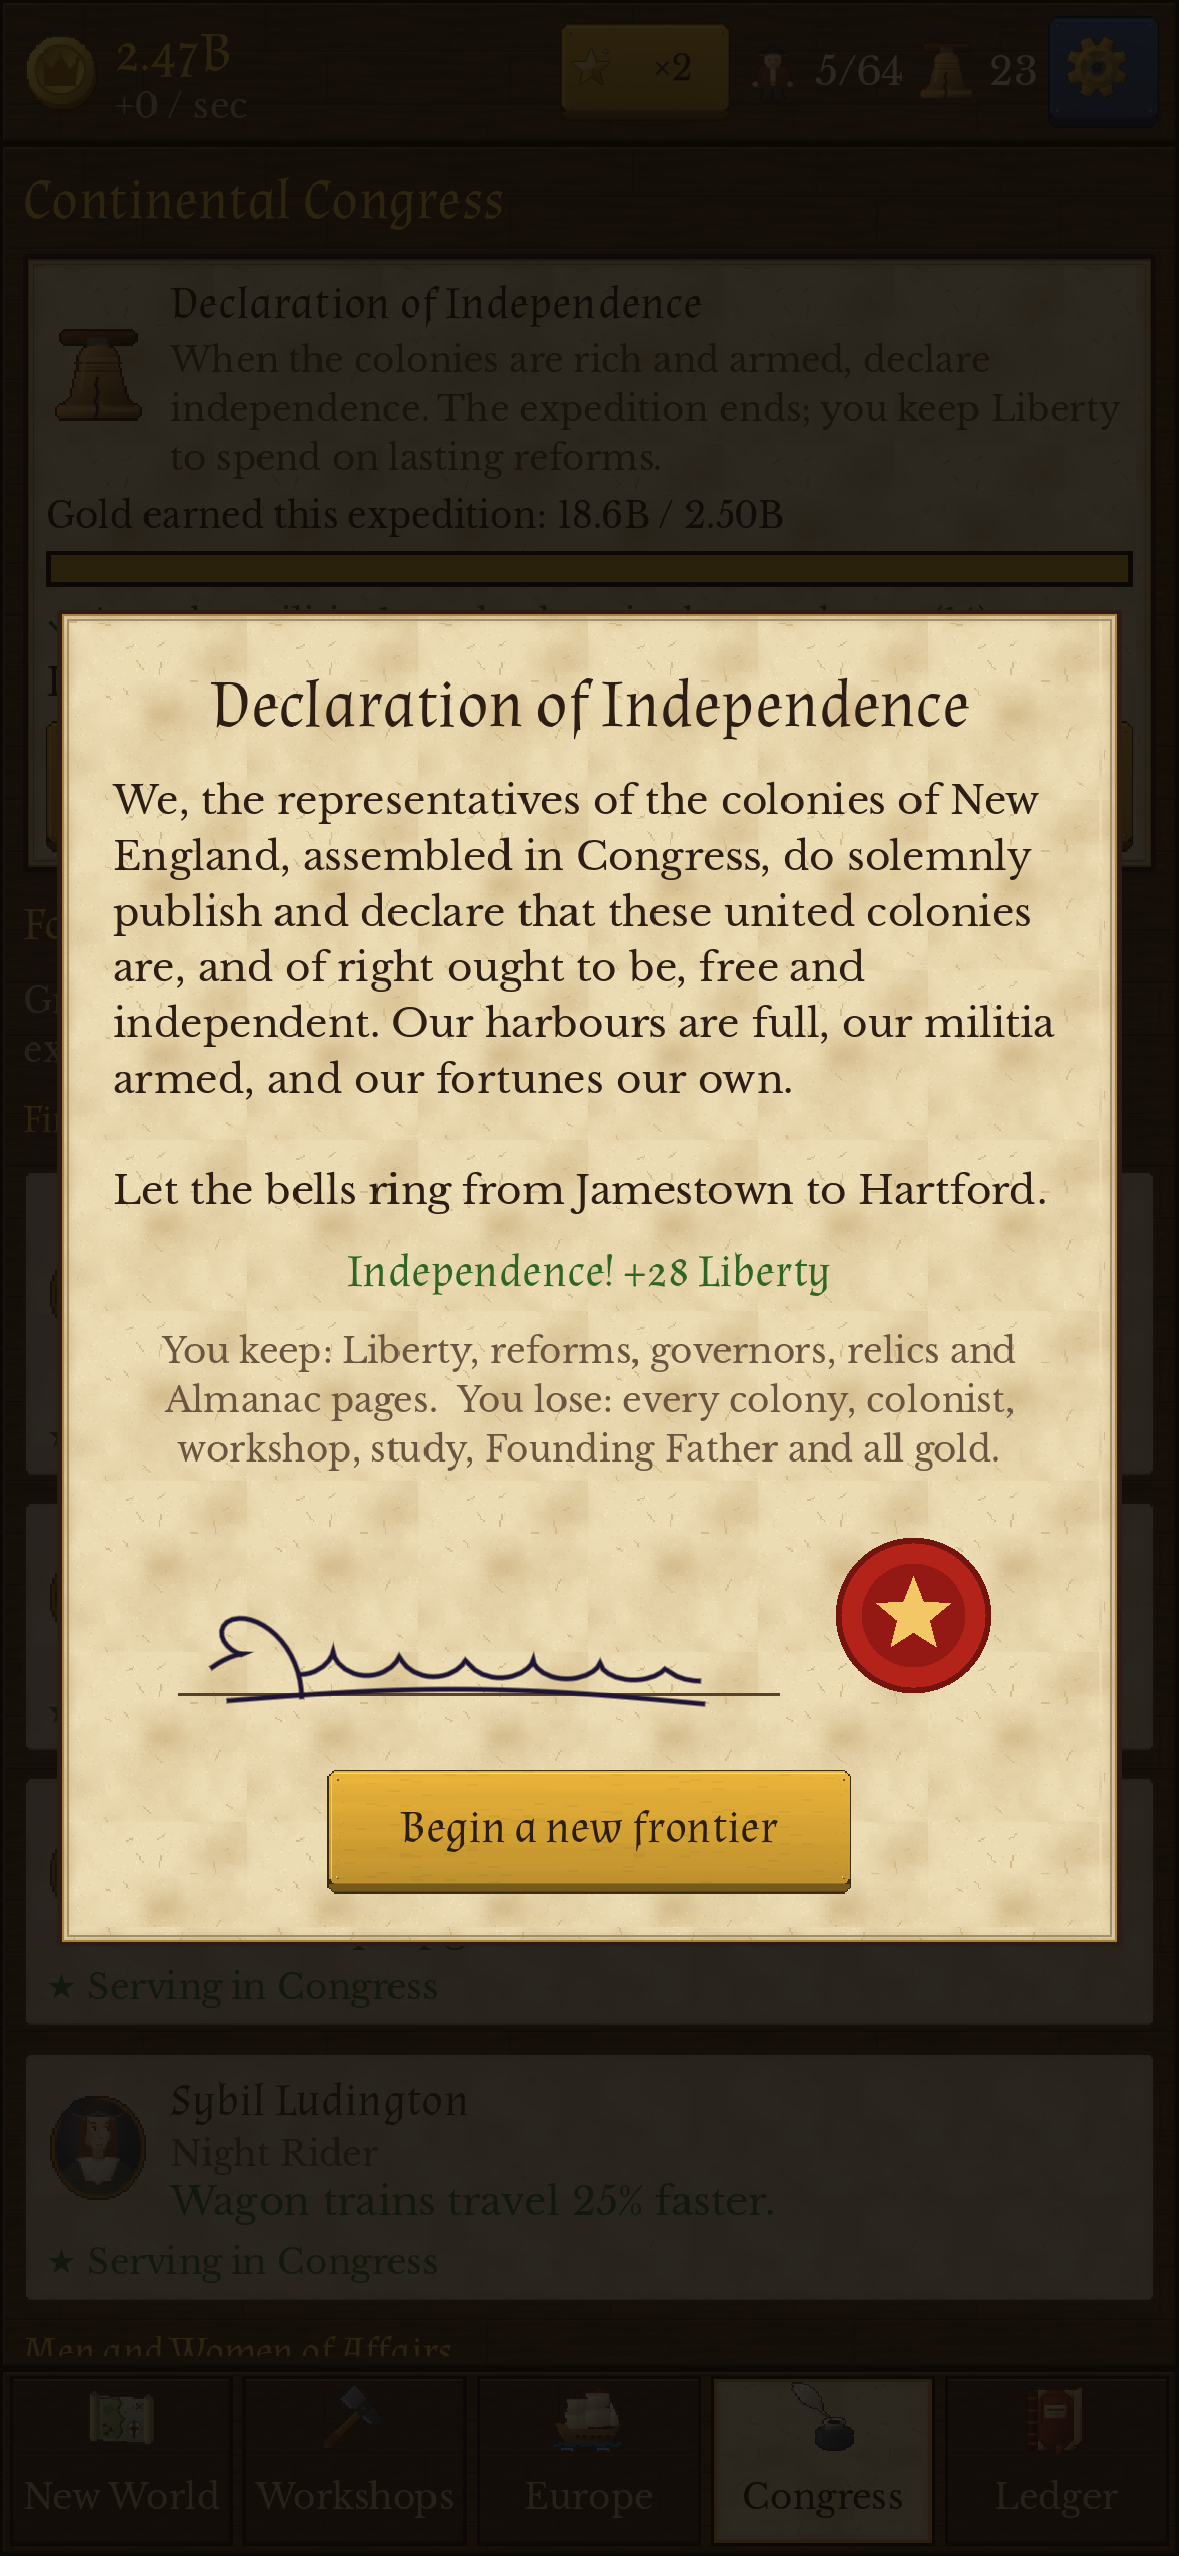 2.47B
+0 / sec
×2
5/64
23
Continental Congress
Declaration of Independence
When the colonies are rich and armed, declare
independence. The expedition ends; you keep Liberty
to spend on lasting reforms.
Gold earned this expedition: 18.6B / 2.50B
Declaration of Independence
We, the representatives of the colonies of New
England, assembled in Congress, do solemnly
publish and declare that these united colonies
are, and of right ought to be, free and
independent. Our harbours are full, our militia
armed, and our fortunes our own.
Let the bells ring from Jamestown to Hartford.
Independence! +28 Liberty
You keep: Liberty, reforms, governors, relics and
Almanac pages. You lose: every colony, colonist,
workshop, study, Founding Father and all gold.
Begin a new frontier
★ Serving in Congress
Sybil Ludington
Night Rider
Wagon trains travel 25% faster.
★ Serving in Congress
Men and Women of Affairs
New World
Workshops
Europe
Congress
Ledger